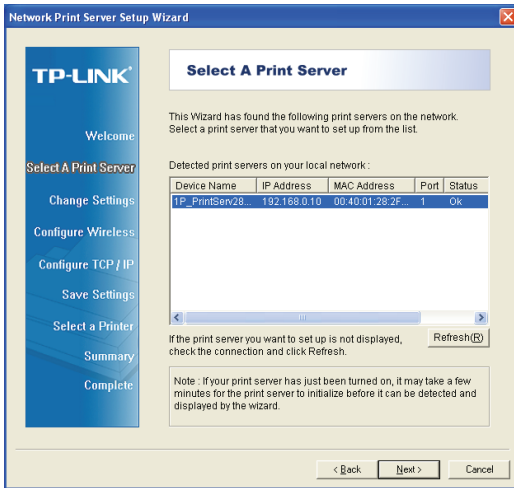 Network Print Server Setup Wizard
TP-LINK
Select A Print Server
Welcome
Select A Print Server
Change Settings
Configure Wireless
Configure TCP / IP
Save Settings
Select a Printer
Summary
Complete
This Wizard has found the following print servers on the network.
Select a print server that you want to set up from the list.
Detected print servers on your local network :
Device Name IP Address MAC Address Port Status
1P_PrintServ28... 192.168.0.10 00:40:01:28:2F... 1 Ok
If the print server you want to set up is not displayed,
check the connection and click Refresh.
Refresh(R)
Note : If your print server has just been turned on, it may take a few
minutes for the print server to initialize before it can be detected and
displayed by the wizard.
< Back Next > Cancel